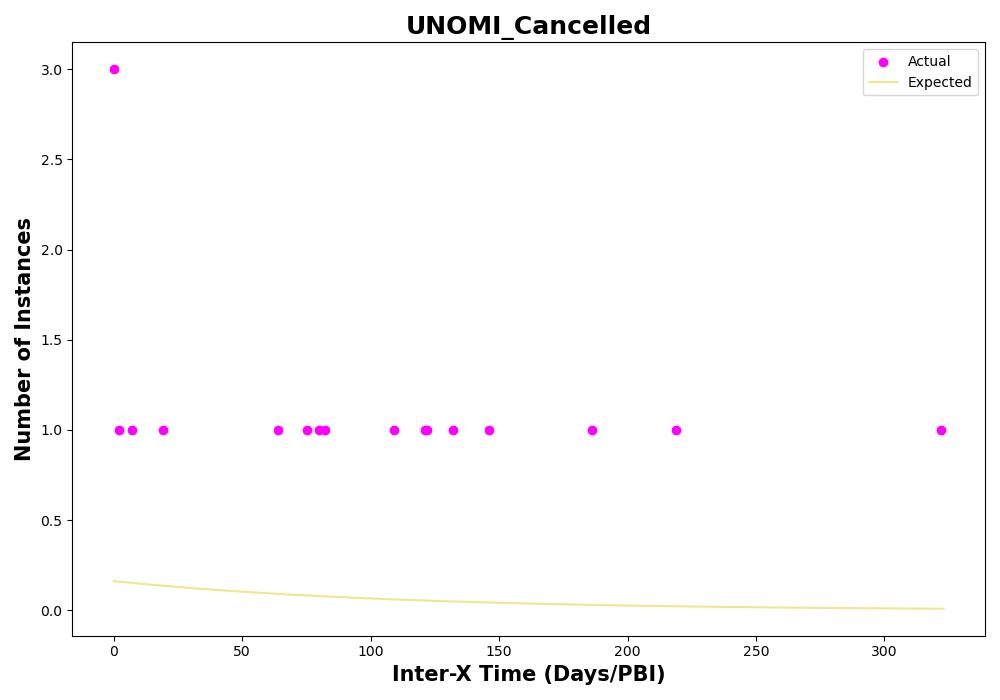 UNOMI_Cancelled
Actual
Expected
Number of Instances
3.0
2.5
2.0
1.5
1.0
0.5
0.0
0 50 100 150 200 250 300
Inter-X Time (Days/PBI)